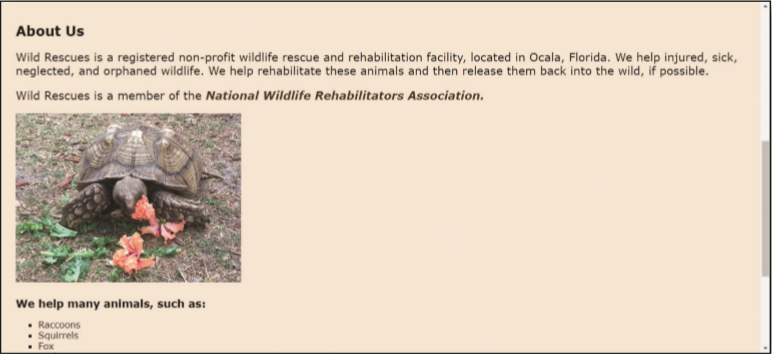 About Us
Wild Rescues is a registered non-profit wildlife rescue and rehabilitation facility, located in Ocala, Florida. We help injured, sick,
neglected, and orphaned wildlife. We help rehabilitate these animals and then release them back into the wild, if possible.
Wild Rescues is a member of the National Wildlife Rehabilitators Association.
We help many animals, such as:
▪ Raccoons
▪ Squirrels
▪ Fox